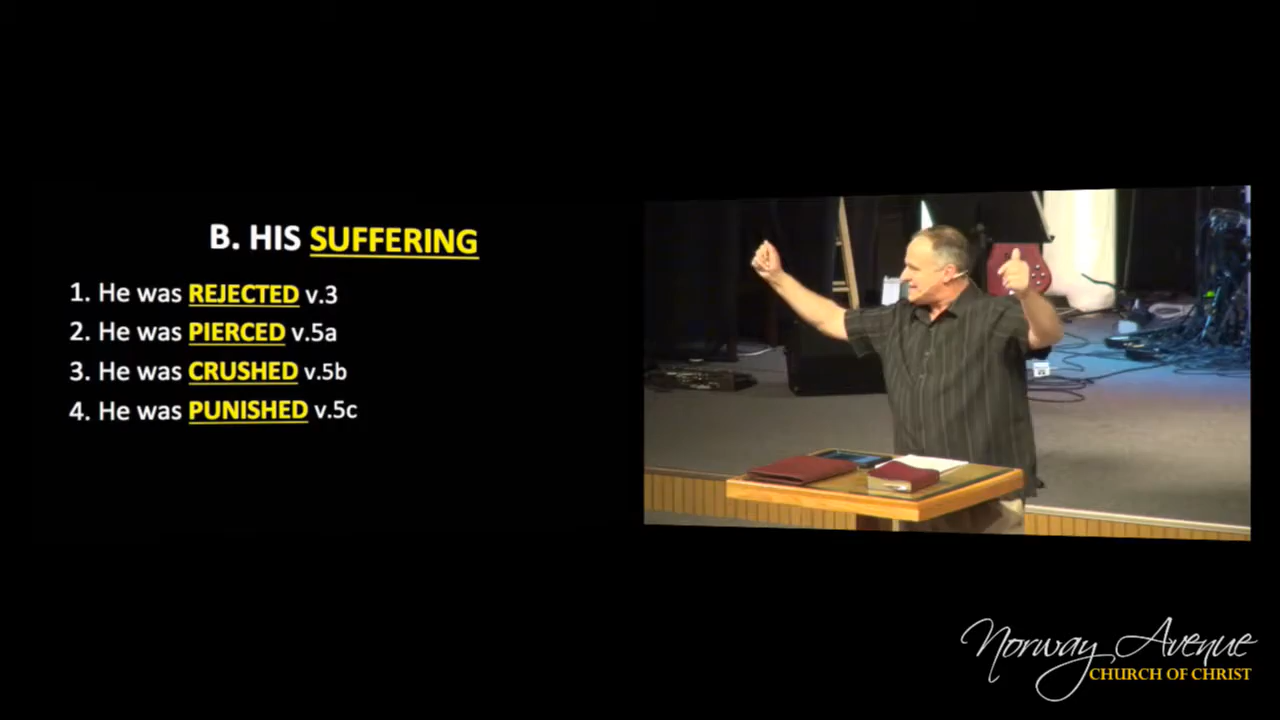 B. HIS SUFFERING
1. He was REJECTED v.3
2. He was PIERCED v.5a
3. He was CRUSHED v.5b
4. He was PUNISHED v.5c
Norway Avenue
CHURCH OF CHRIST